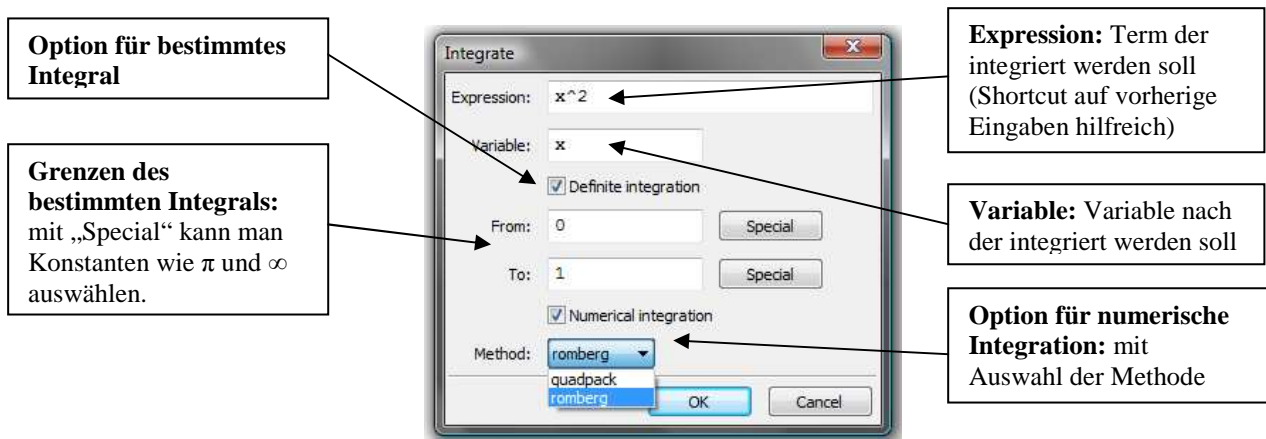 Option für bestimmtes
Integral
Grenzen des
bestimmten Integrals:
mit „Special“ kann man
Konstanten wie π und ∞
auswählen.
Integrate
Expression: x^2
Variable: x
Definite integration
From: 0 Special
To: 1 Special
Numerical integration
Method: romberg
quadpack
romberg
OK Cancel
Expression: Term der
integriert werden soll
(Shortcut auf vorherige
Eingaben hilfreich)
Variable: Variable nach
der integriert werden soll
Option für numerische
Integration: mit
Auswahl der Methode